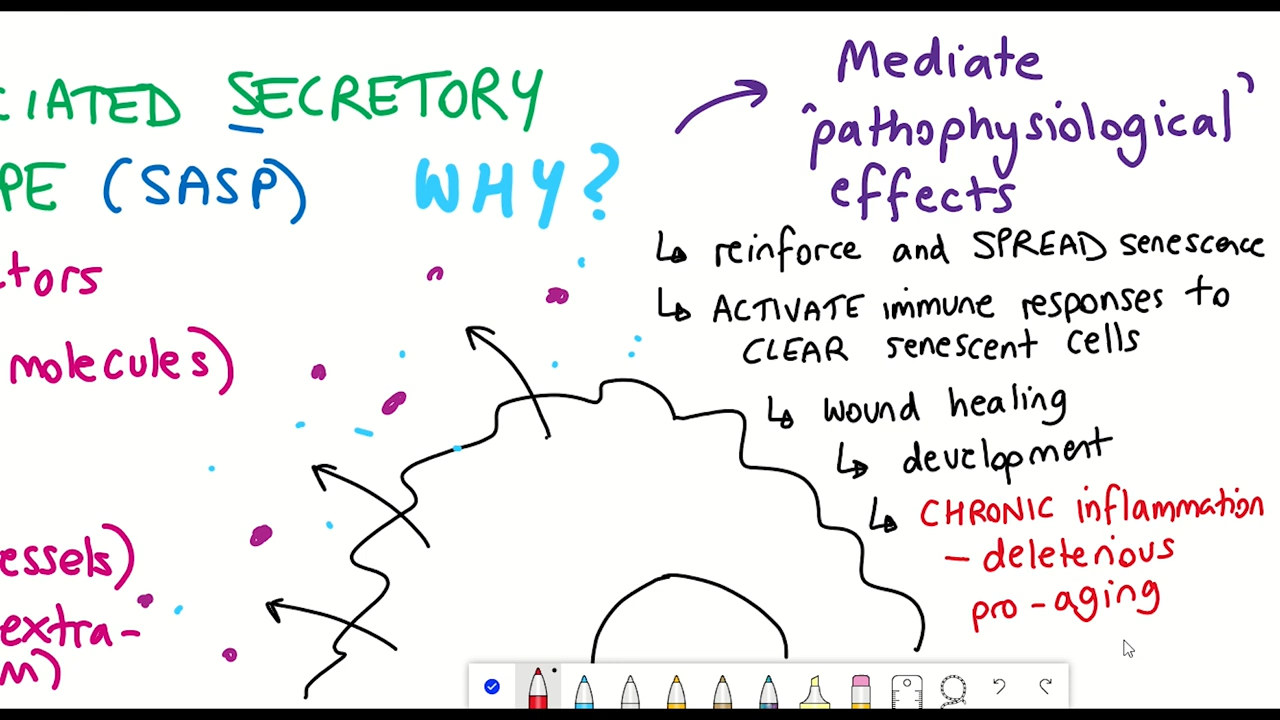 CIATED SECRETORY
PE (SASP)
WHY?
ctors
molecules)
essels)
extra-
M)
Mediate
"pathophysiological"
effects
↳ reinforce and SPREAD senescence
↳ ACTIVATE immune responses to
CLEAR senescent cells
↳ wound healing
↳ development
↳ CHRONIC inflammation
- deleterious
pro-aging